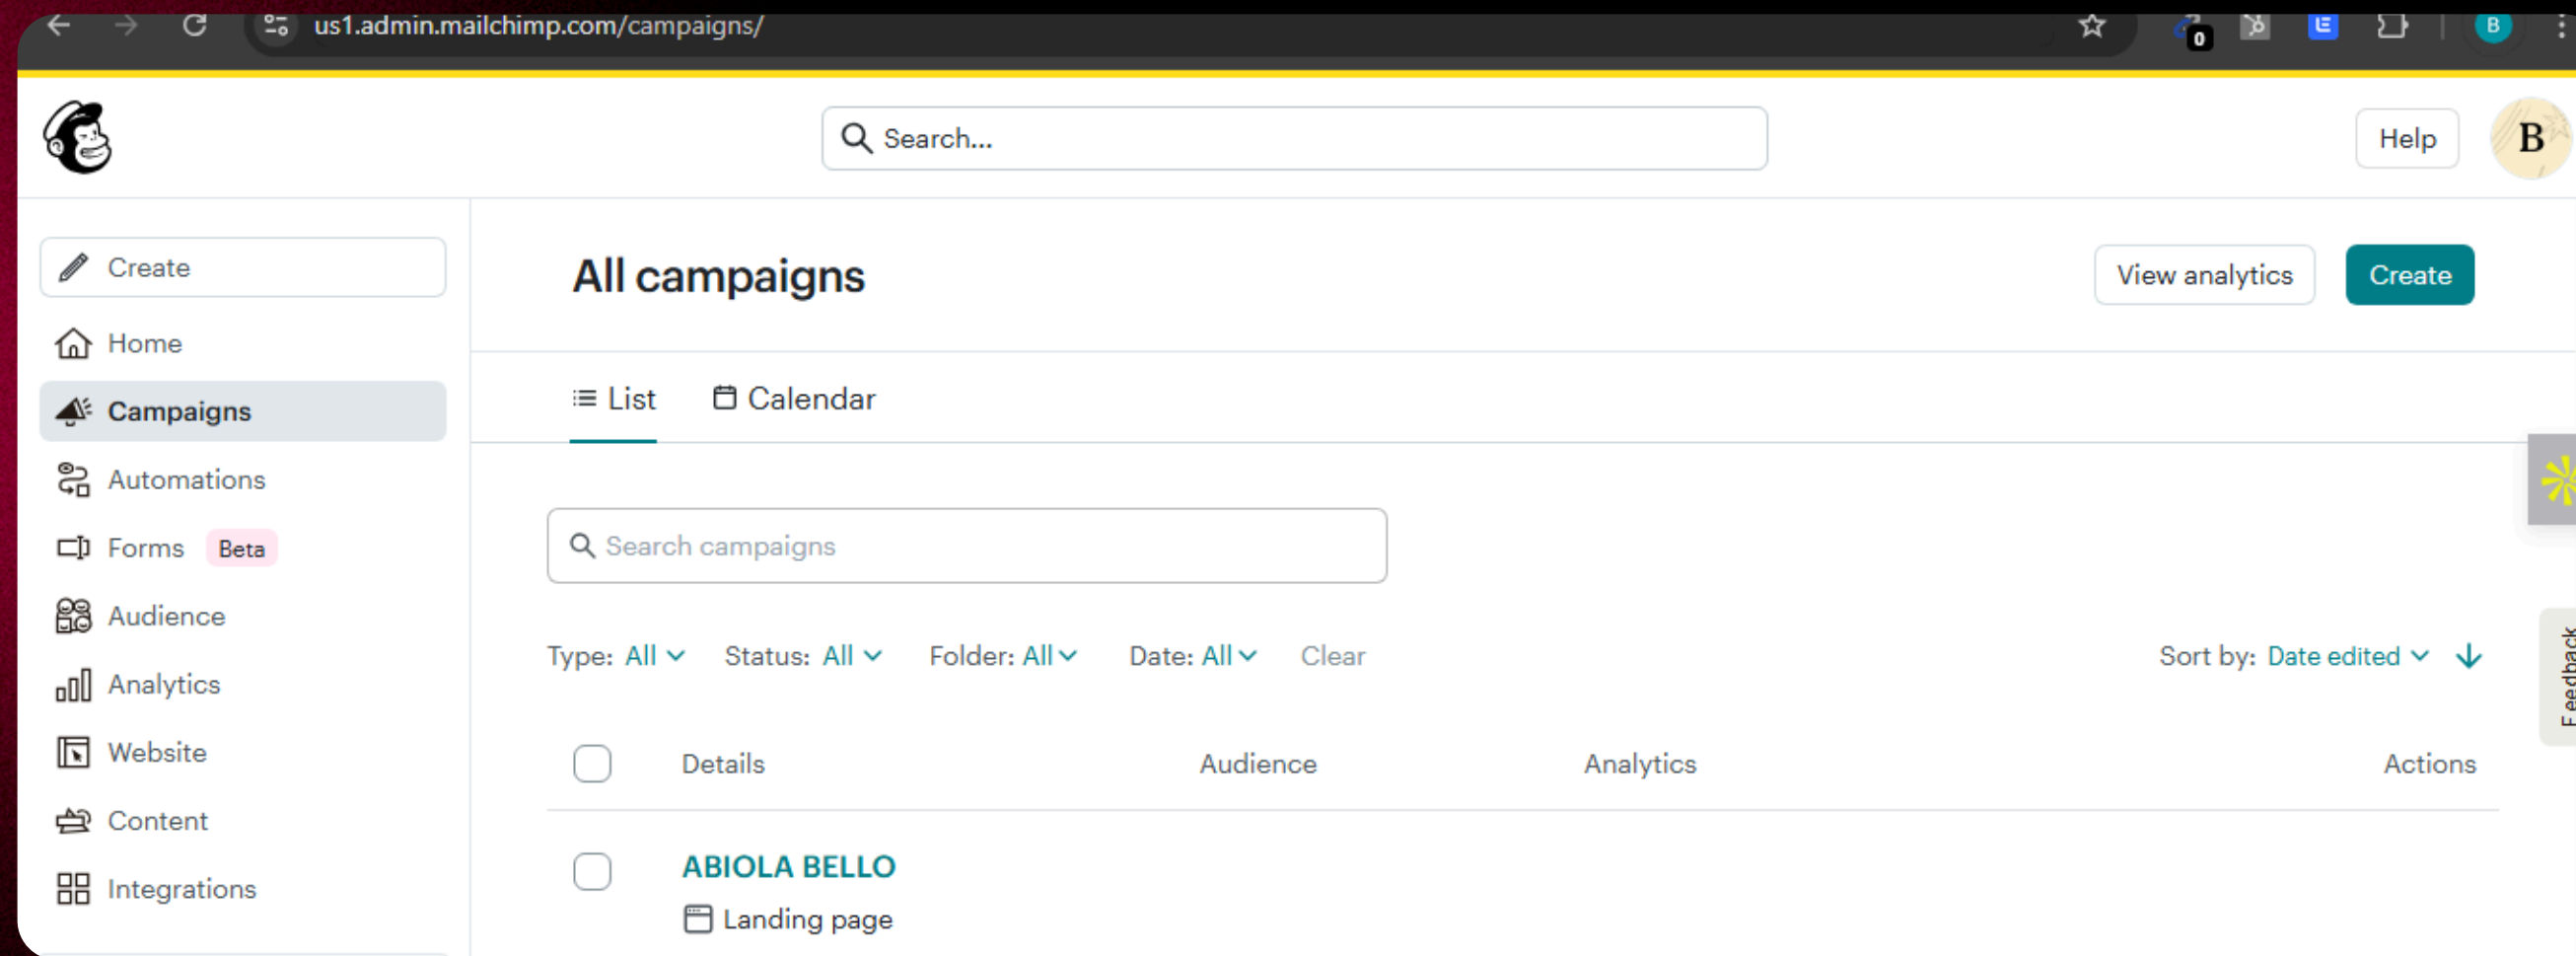 us1.admin.mailchimp.com/campaigns/
0
E
B
Search...
Help
B
Create
Home
Campaigns
Automations
Forms Beta
Audience
Analytics
Website
Content
Integrations
All campaigns
View analytics
Create
List
Calendar
Search campaigns
Type: All
Status: All
Folder: All
Date: All
Clear
Sort by: Date edited
Feedback
Details
Audience
Analytics
Actions
ABIOLA BELLO
Landing page